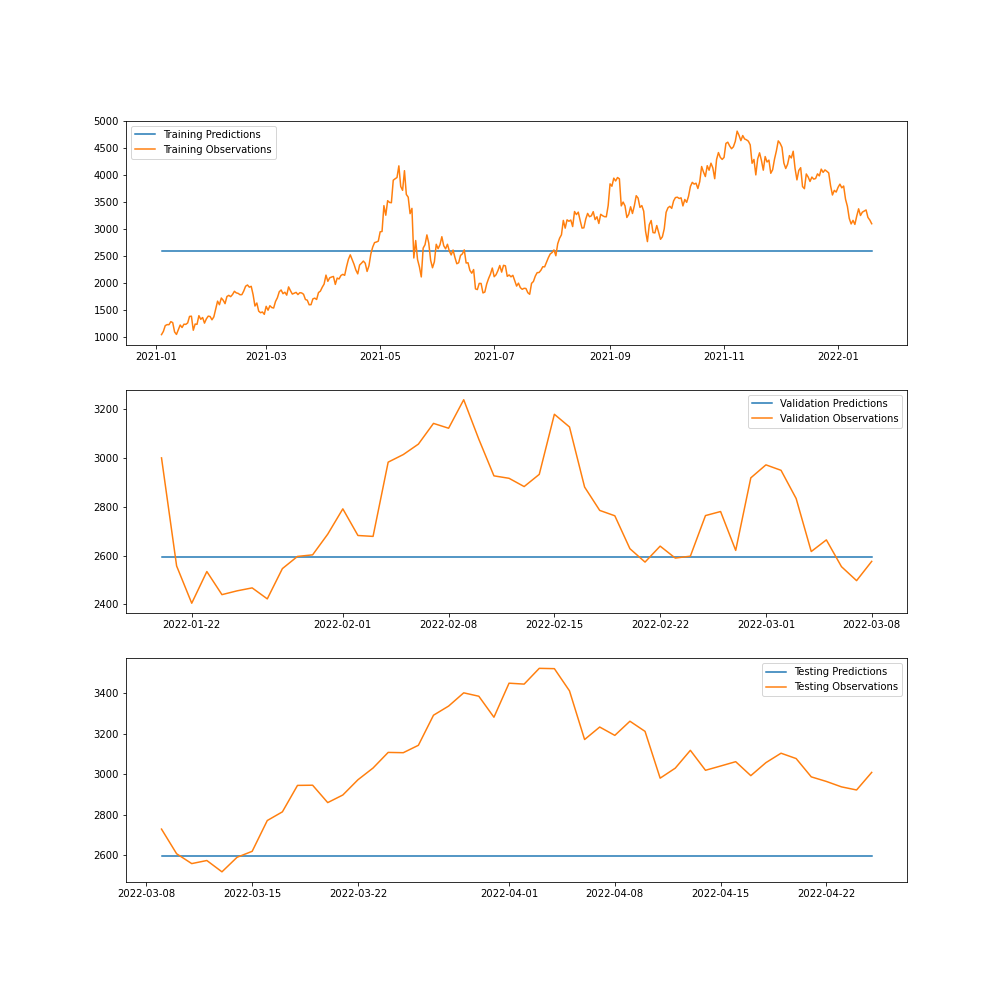 5000
4500
4000
3500
3000
2500
2000
1500
1000
Training Predictions
Training Observations
2021-01 2021-03 2021-05 2021-07 2021-09 2021-11 2022-01
3200
3000
2800
2600
2400
Validation Predictions
Validation Observations
2022-01-22 2022-02-01 2022-02-08 2022-02-15 2022-02-22 2022-03-01 2022-03-08
3400
3200
3000
2800
2600
Testing Predictions
Testing Observations
2022-03-08 2022-03-15 2022-03-22 2022-04-01 2022-04-08 2022-04-15 2022-04-22